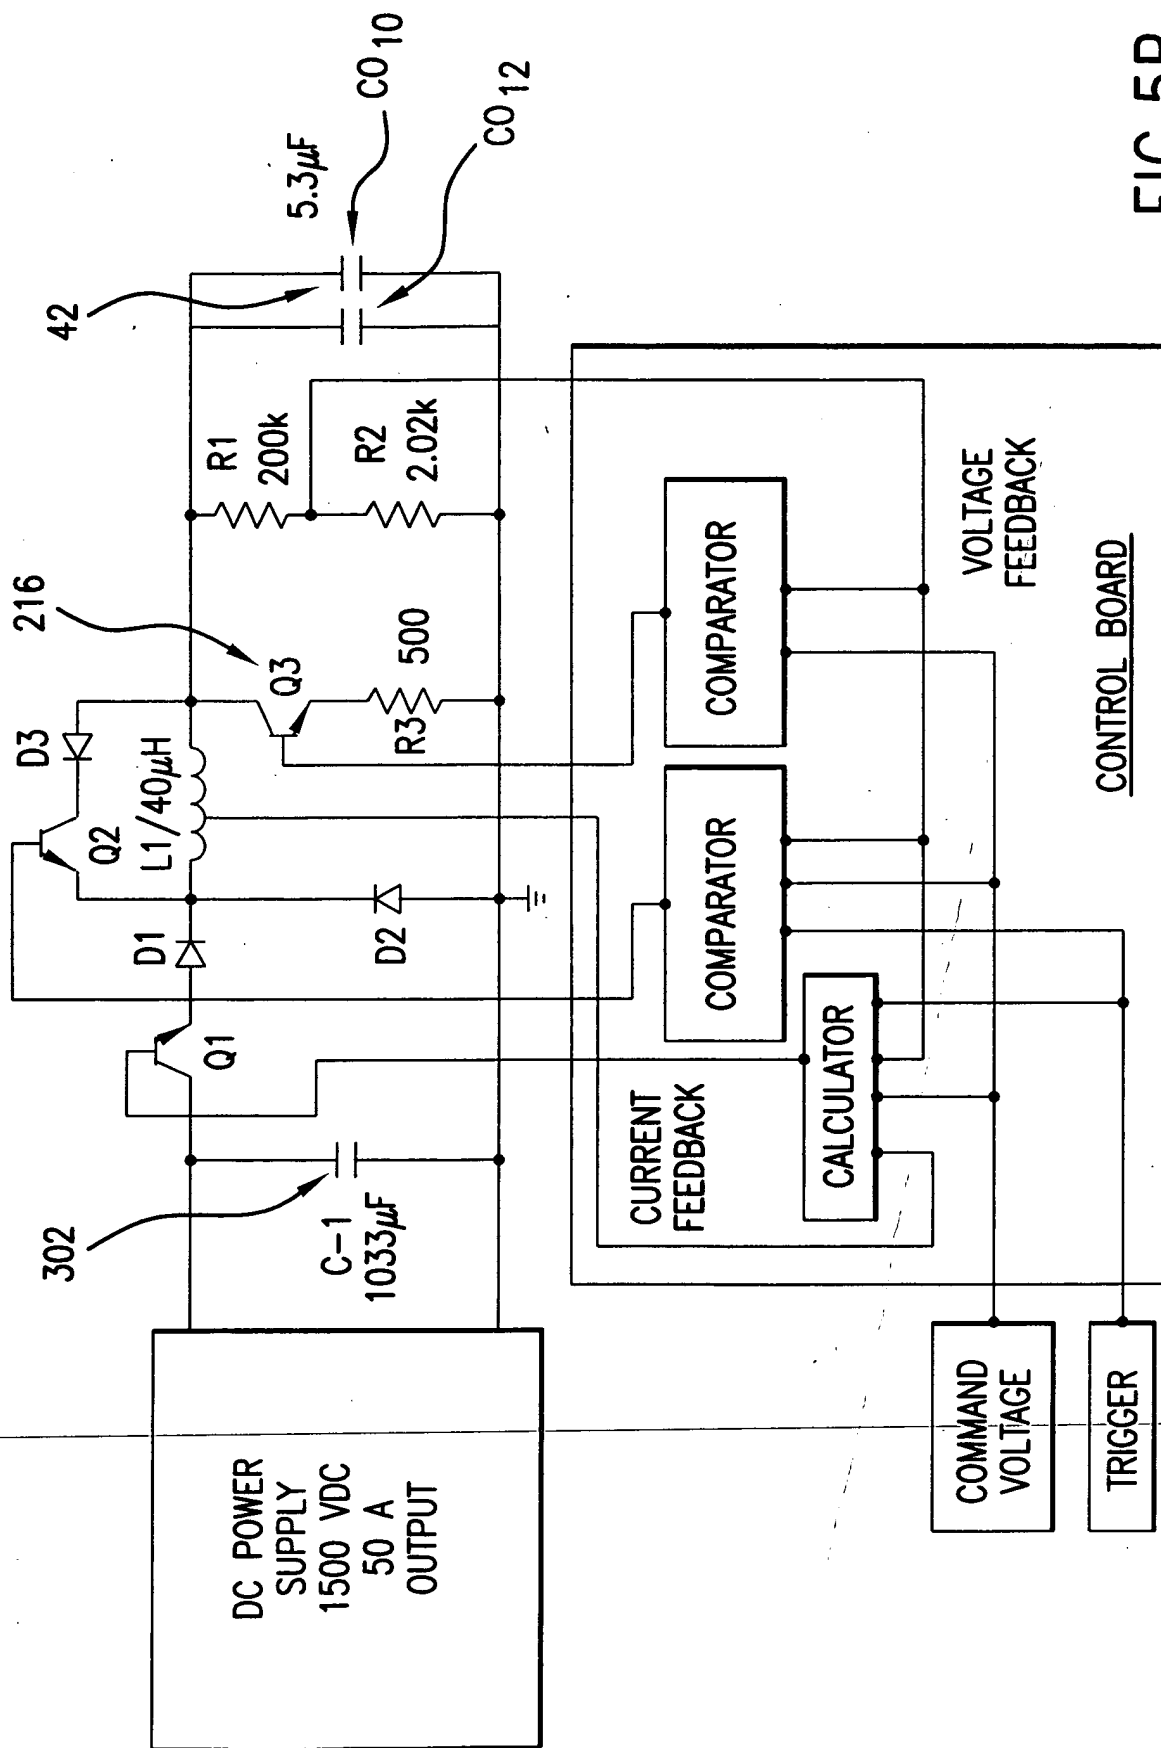 DC POWER
SUPPLY
1500 VDC
50 A
OUTPUT
302
C-1
1033µF
Q1
D1
D2
Q2
D3
L1/40µH
216
Q3
R3
500
R1
200k
R2
2.02k
42
5.3µF
CO10
CO12
CURRENT
FEEDBACK
CALCULATOR
COMPARATOR
COMPARATOR
VOLTAGE
FEEDBACK
CONTROL BOARD
COMMAND
VOLTAGE
TRIGGER